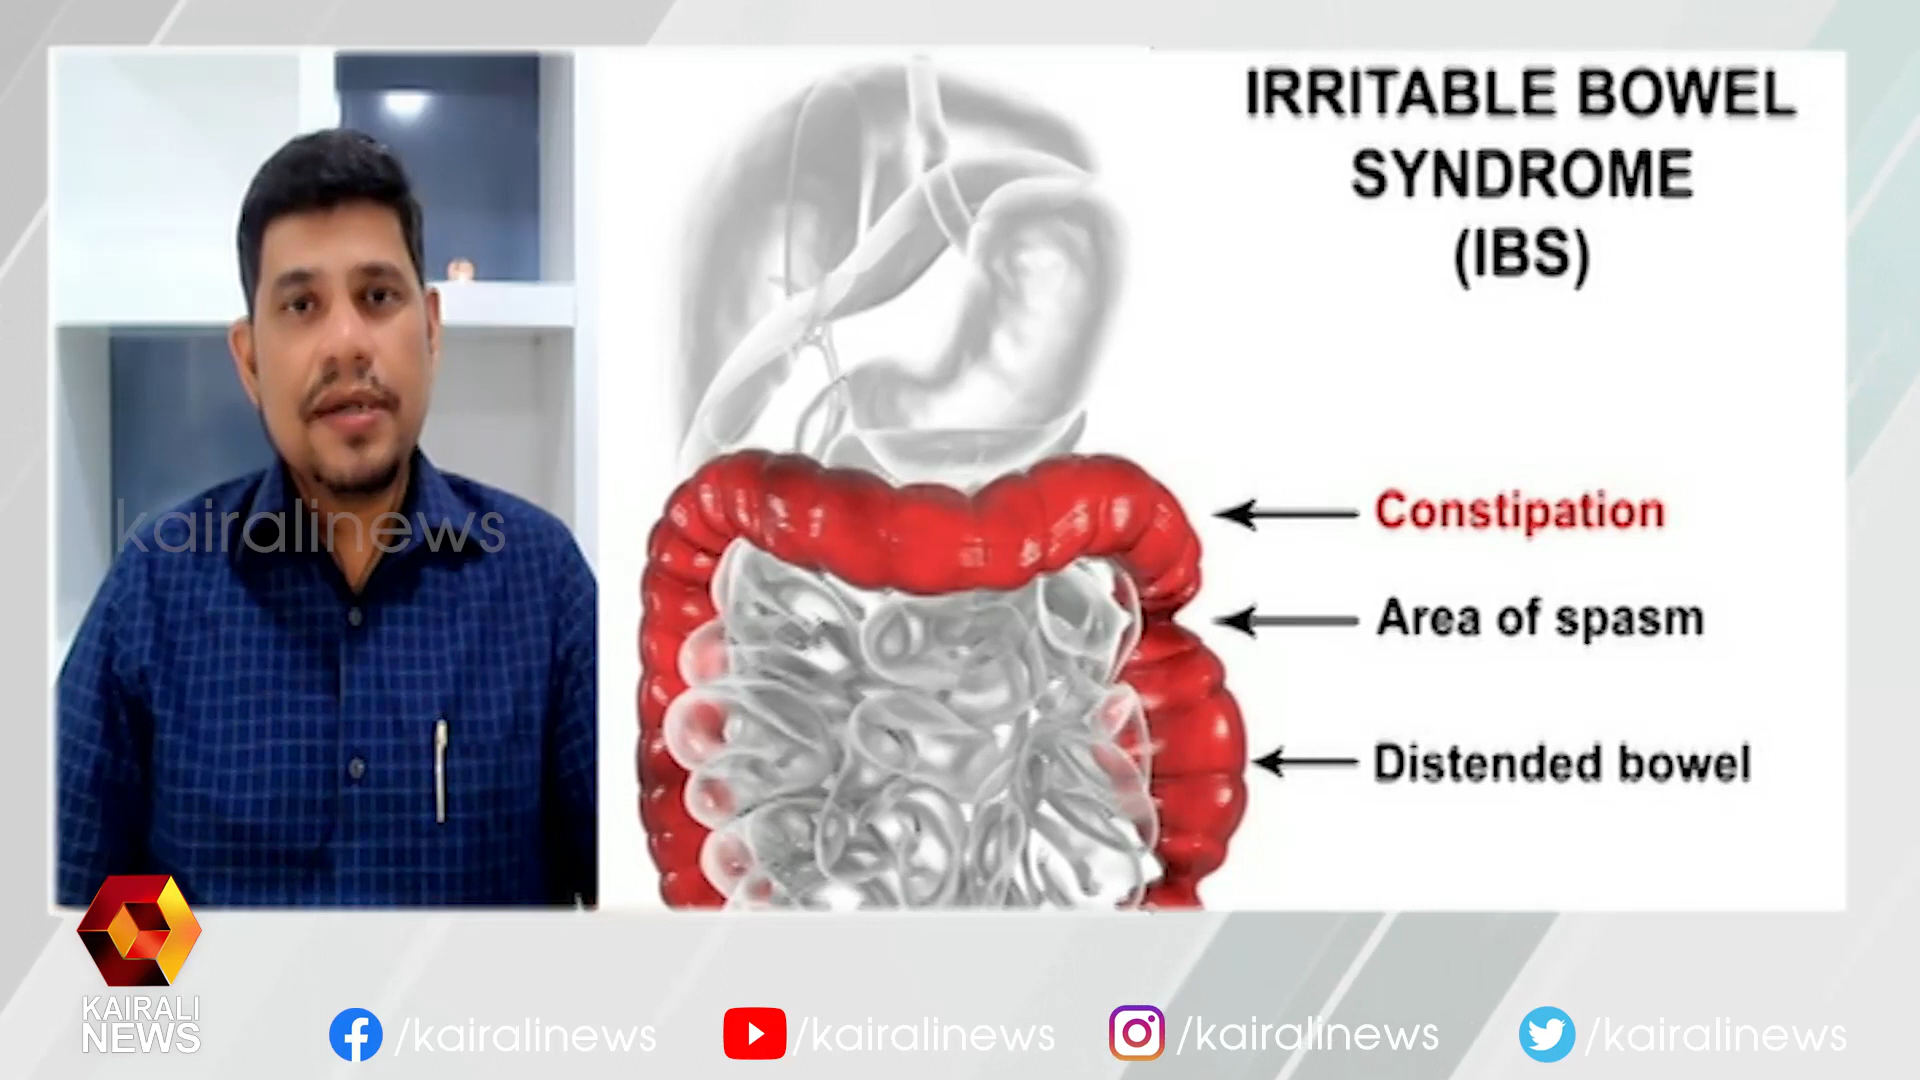 IRRITABLE BOWEL
SYNDROME
(IBS)
Constipation
Area of spasm
Distended bowel
kairalinews
KAIRALI
NEWS
/kairalinews
/kairalinews
/kairalinews
/kairalinews